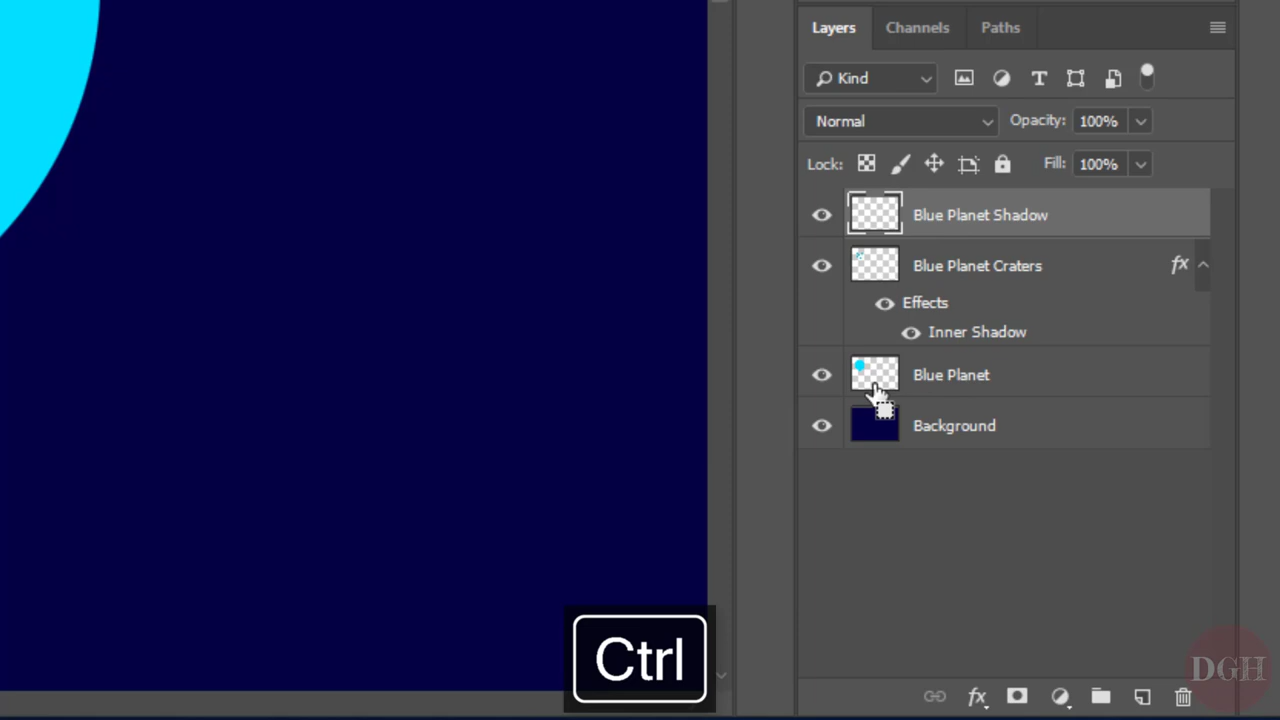 Layers Channels Paths
Kind T
Normal Opacity: 100%
Lock: Fill: 100%
Blue Planet Shadow
Blue Planet Craters fx
Effects
Inner Shadow
Blue Planet
Background
Ctrl
DGH
fx